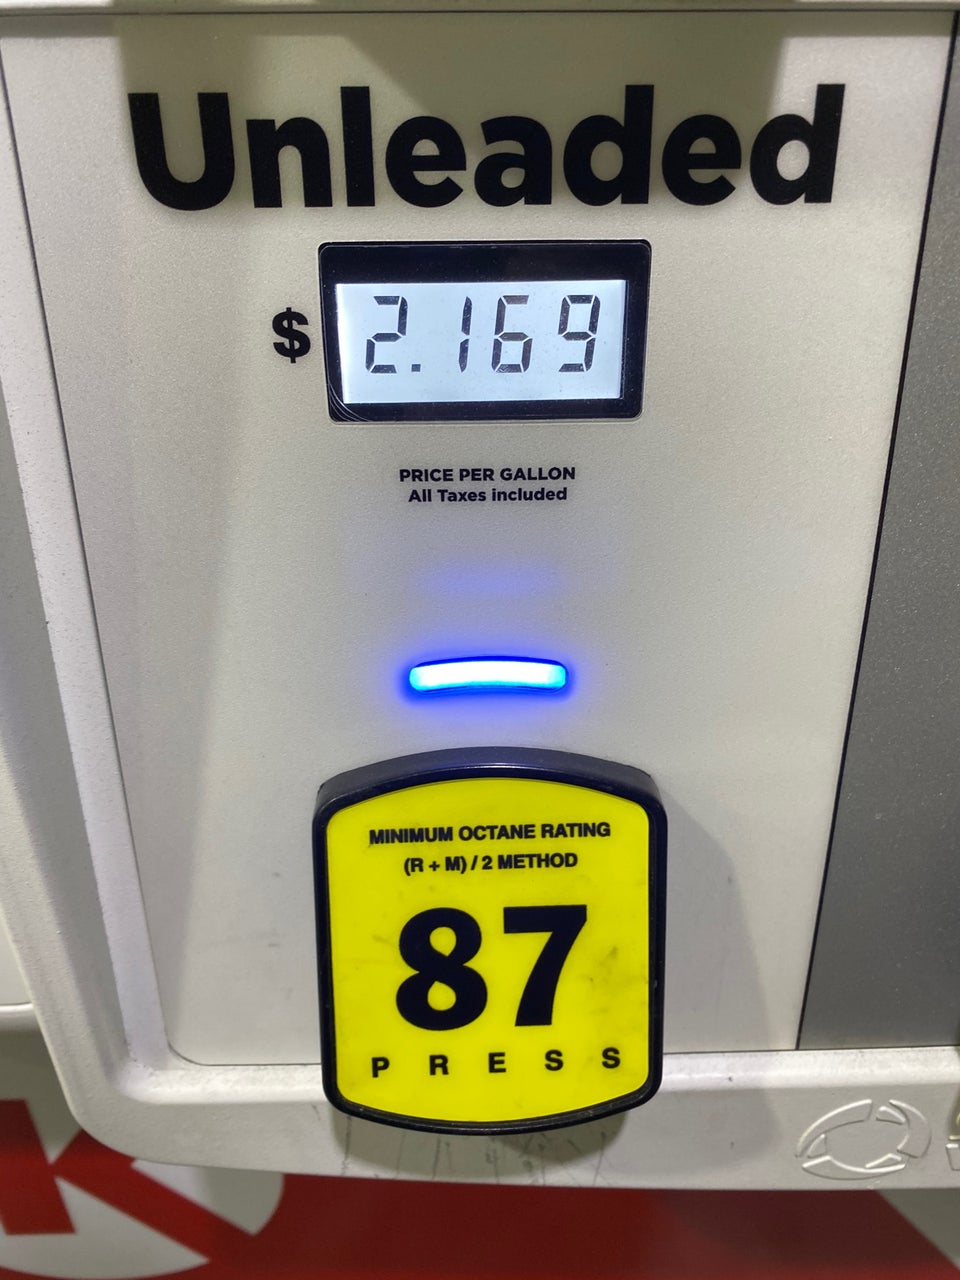 Unleaded
$ 2.169
PRICE PER GALLON
All Taxes included
MINIMUM OCTANE RATING
(R + M) / 2 METHOD
87
PRESS
K